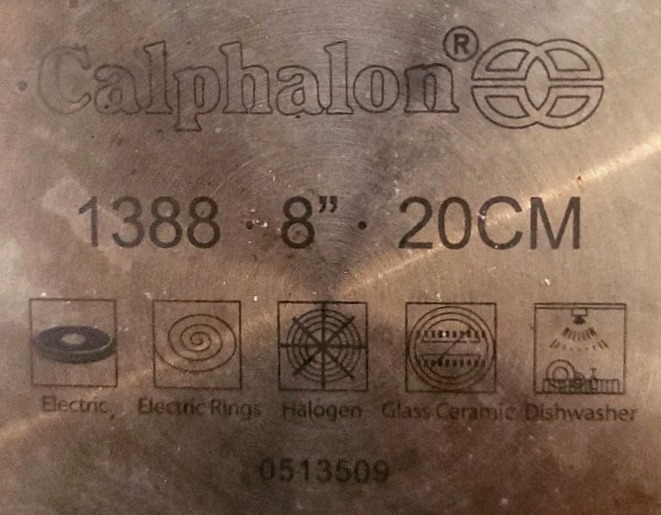 Calphalon®
1388 · 8” · 20CM
Electric Electric Rings Halogen Glass Ceramic Dishwasher
0513509